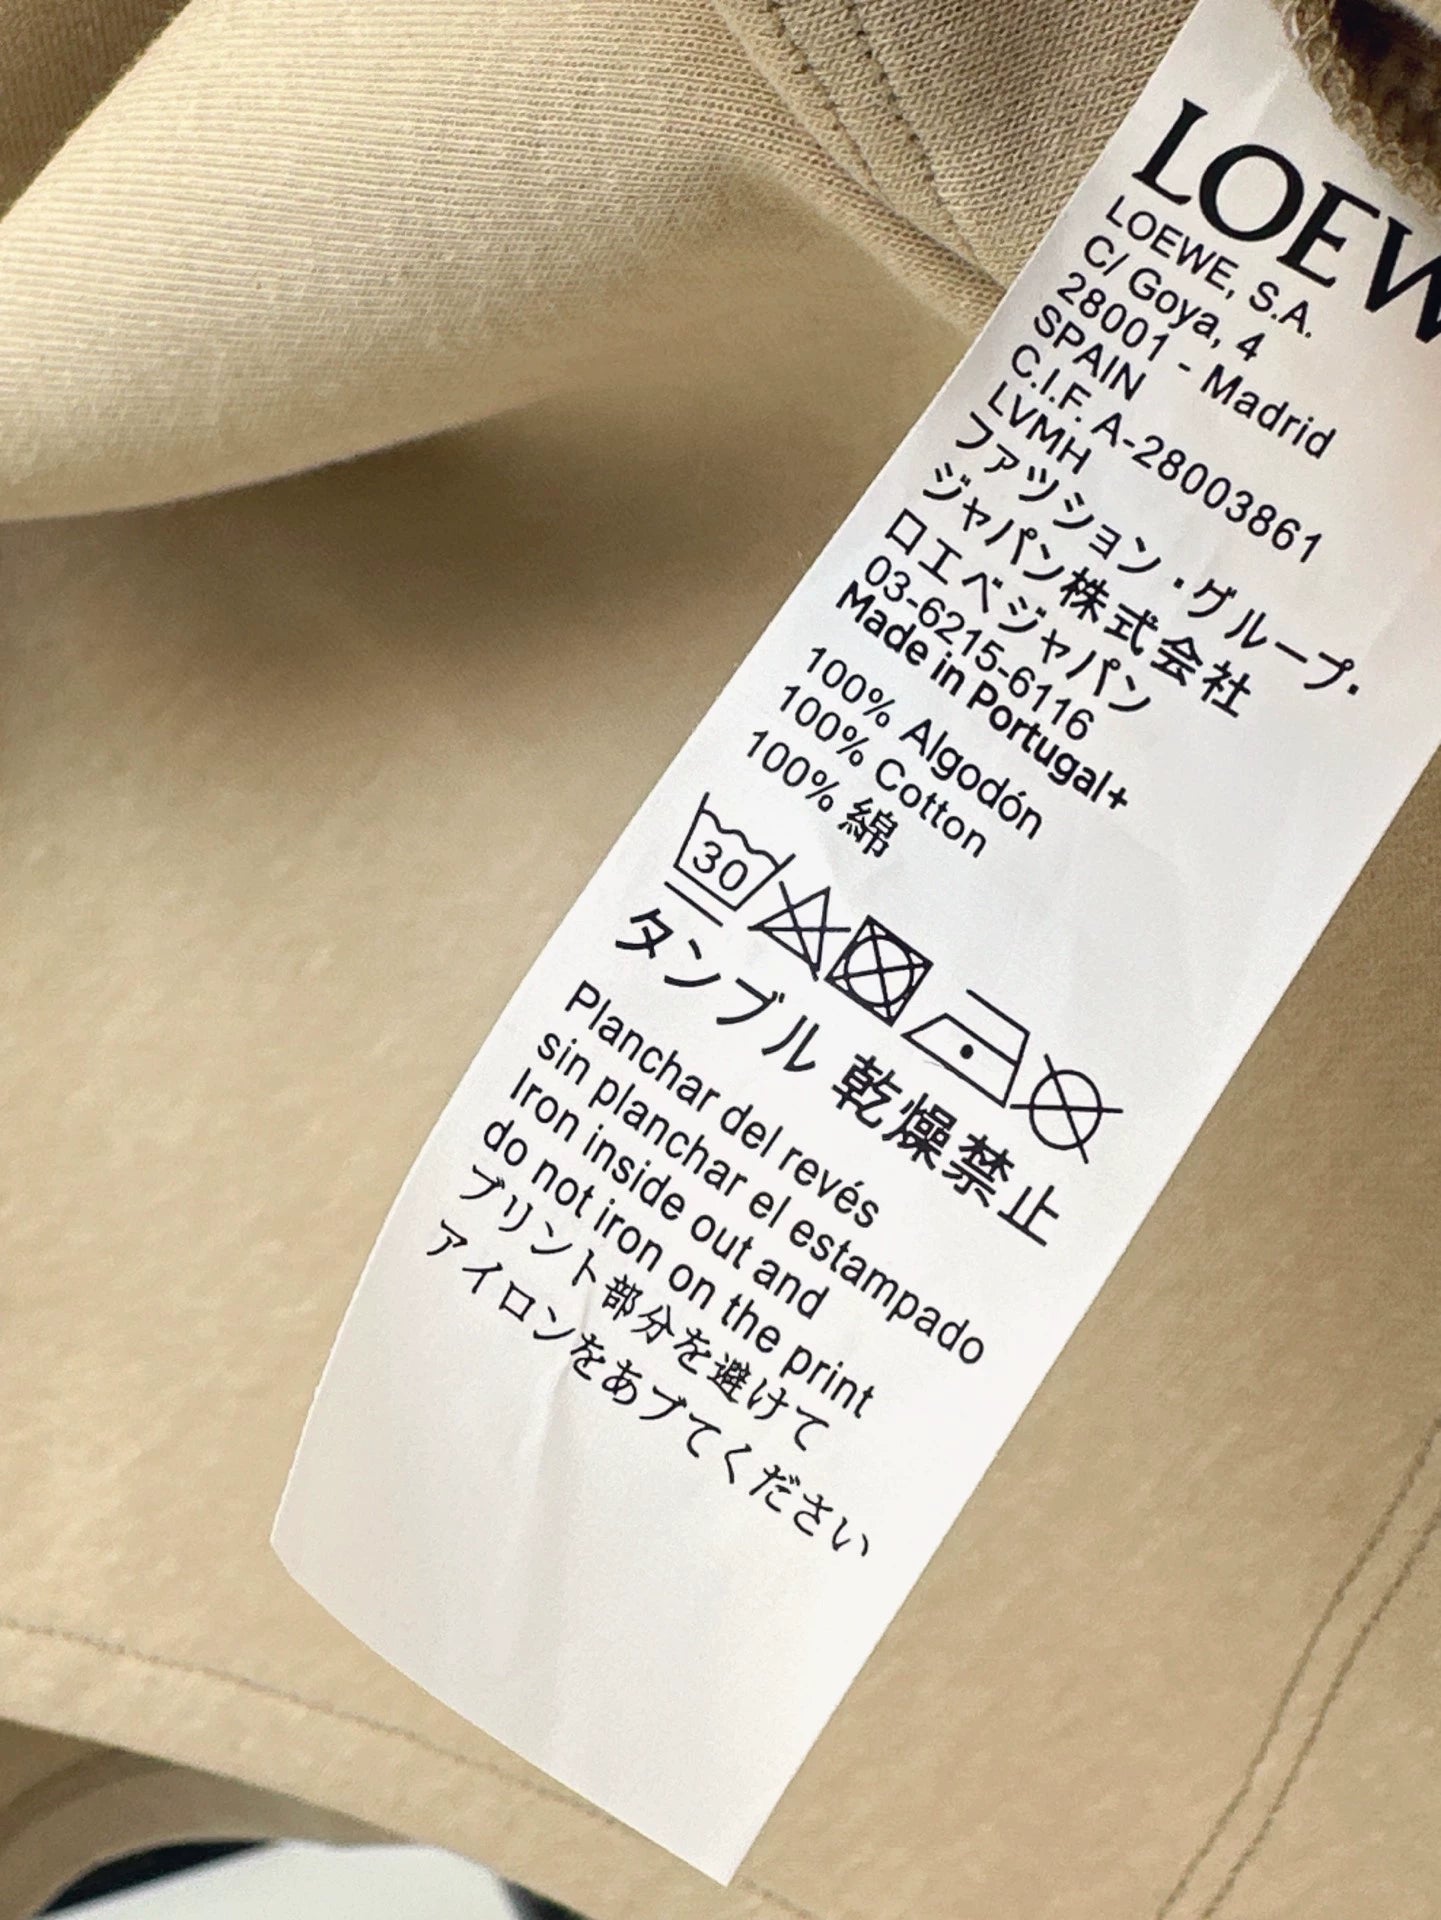 LOEW
LOEWE, S.A.
C/ Goya, 4
28001 - Madrid
SPAIN
C.I.F. A-28003861
LVMH
ファツション・グループ・
ジャパン株式会社
ロエベジャパン
03-6215-6116
Made in Portugal+
100% Algodón
100% Cotton
100% 綿
30
タンブル 乾燥禁止
Planchar del revés
sin planchar el estampado
Iron inside out and
do not iron on the print
プリント部分を避けて
アイロンをあブてください